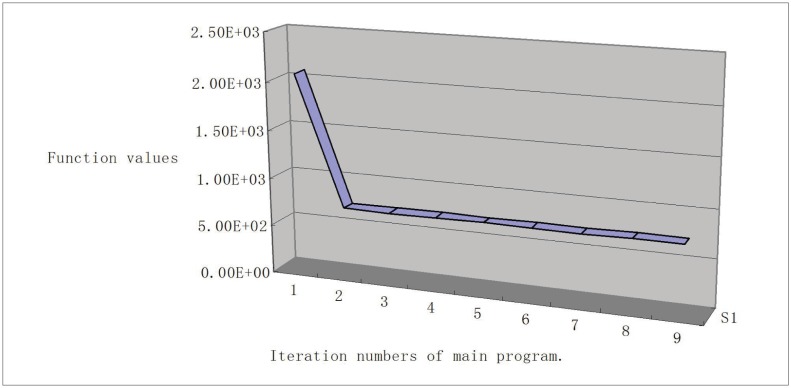 2.50E+03
2.00E+03
1.50E+03
1.00E+03
5.00E+02
0.00E+00
Function values
1 2 3 4 5 6 7 8 9
S1
Iteration numbers of main program.